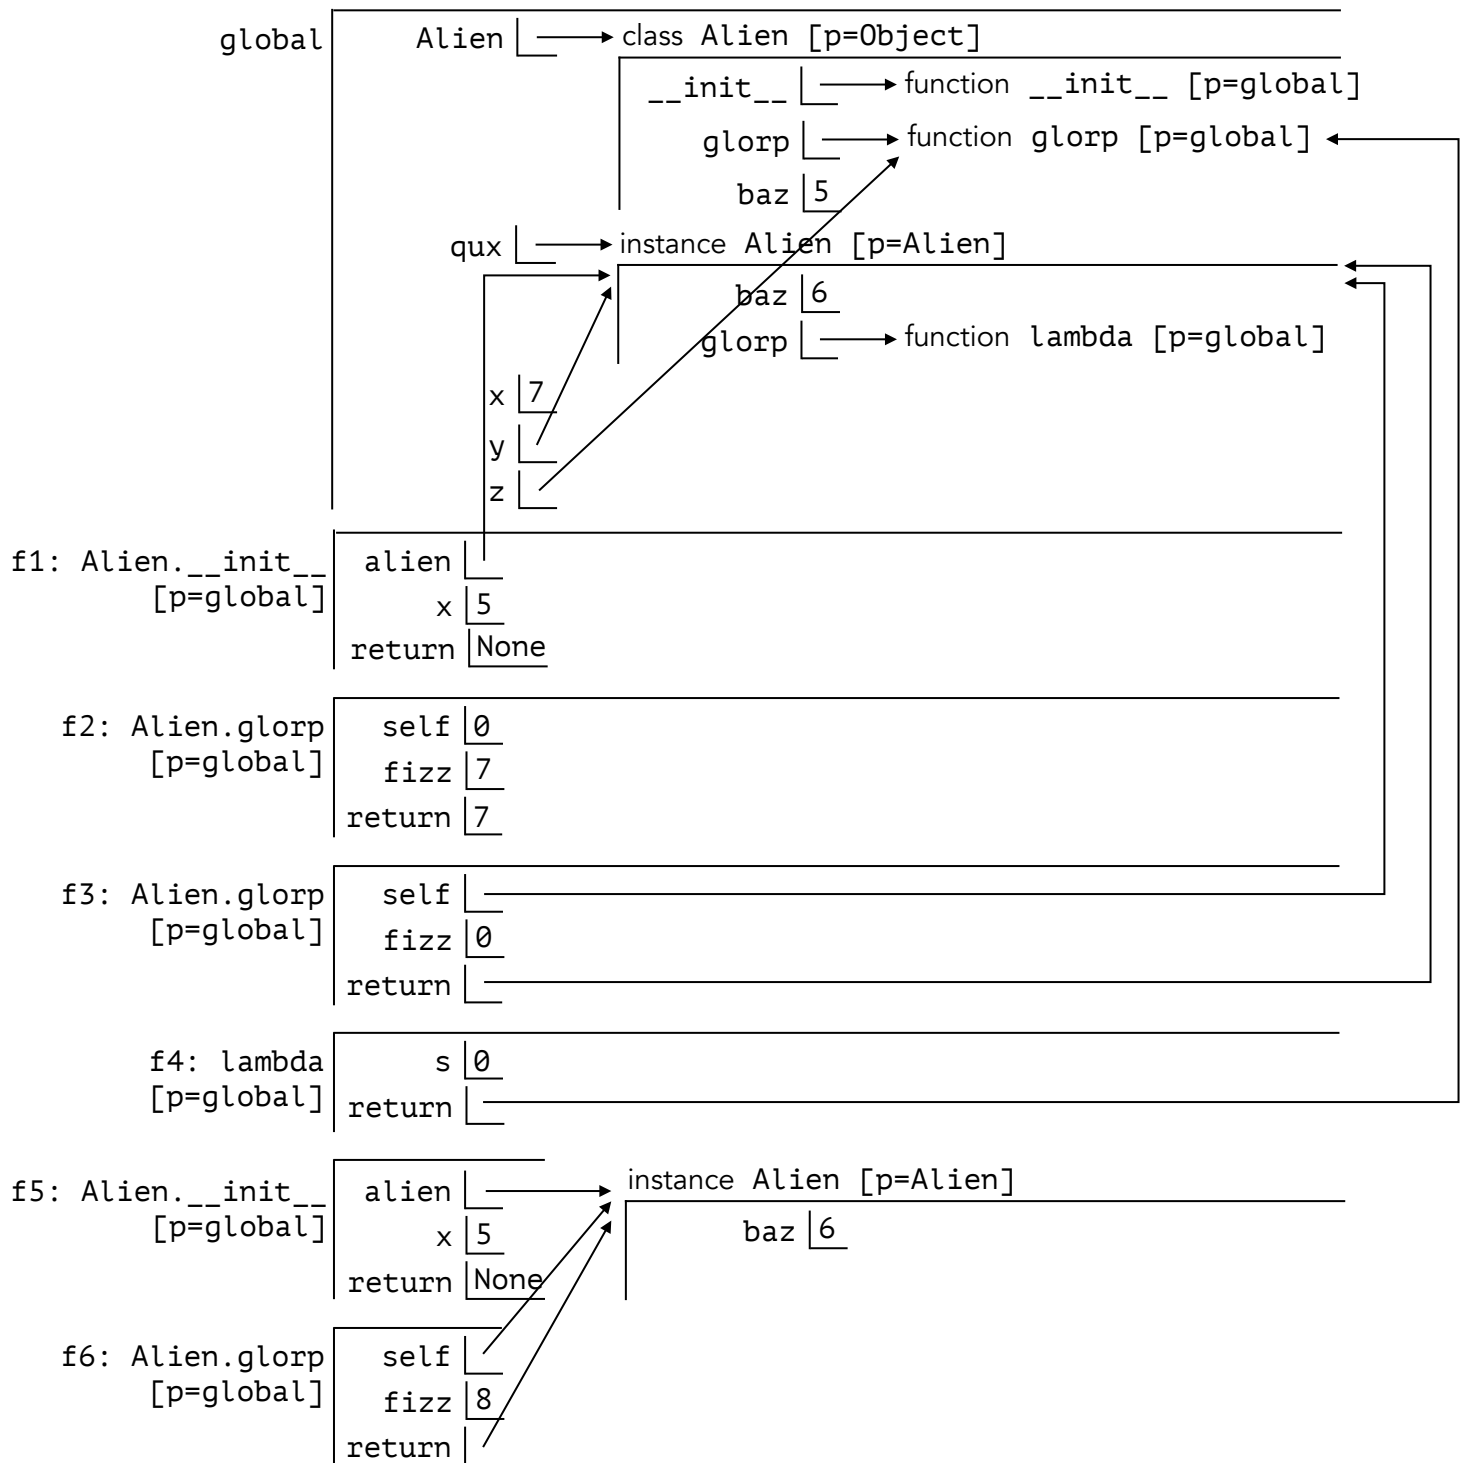 global Alien class Alien [p=Object]
__init__ function __init__ [p=global]
glorp function glorp [p=global]
baz 5
qux instance Alien [p=Alien]
baz 6
glorp function lambda [p=global]
x 7
y
z
f1: Alien.__init__ alien
[p=global] x 5
return None
f2: Alien.glorp self 0
[p=global] fizz 7
return 7
f3: Alien.glorp self
[p=global] fizz 0
return
f4: lambda s 0
[p=global] return
f5: Alien.__init__ alien instance Alien [p=Alien]
[p=global] x 5 baz 6
return None
f6: Alien.glorp self
[p=global] fizz 8
return